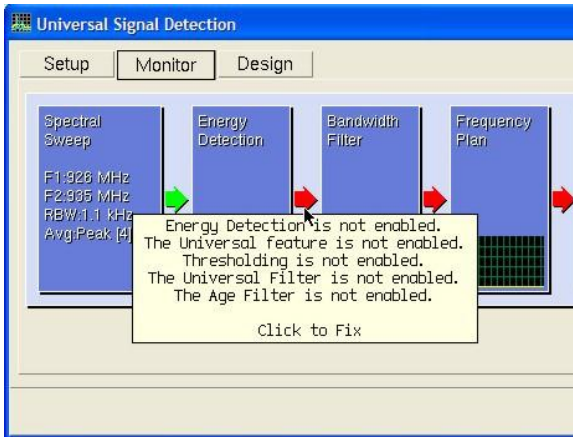 Universal Signal Detection
Setup Monitor Design
Spectral
Sweep
F1:926 MHz
F2:935 MHz
RBW:1.1 kHz
Avg:Peak [4]
Energy
Detection
Bandwidth
Filter
Frequency
Plan
Energy Detection is not enabled.
The Universal feature is not enabled.
Thresholding is not enabled.
The Universal Filter is not enabled.
The Age Filter is not enabled.
Click to Fix